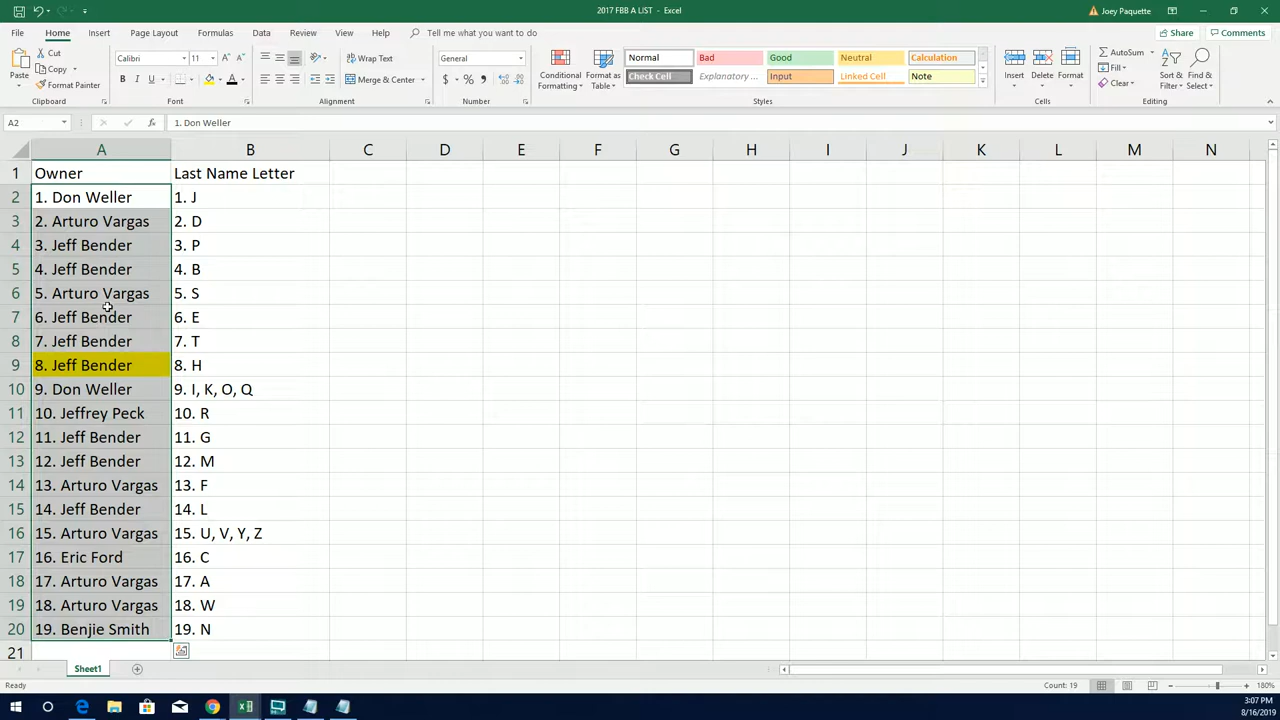 2017 FBB A LIST - Excel
Joey Paquette
File Home Insert Page Layout Formulas Data Review View Help Tell me what you want to do
Share Comments
Paste Cut Copy Format Painter
Clipboard
Calibri 11
B I U A
Font
Wrap Text
Merge & Center
Alignment
General
$ % ,
Number
Conditional Formatting Format as Table
Normal Bad Good Neutral Calculation
Check Cell Explanatory ... Input Linked Cell Note
Styles
Insert Delete Format
Cells
AutoSum
Fill
Clear
Sort & Filter Find & Select
Editing
A2 fx 1. Don Weller
A B C D E F G H I J K L M N
1 Owner Last Name Letter
2 1. Don Weller 1. J
3 2. Arturo Vargas 2. D
4 3. Jeff Bender 3. P
5 4. Jeff Bender 4. B
6 5. Arturo Vargas 5. S
7 6. Jeff Bender 6. E
8 7. Jeff Bender 7. T
9 8. Jeff Bender 8. H
10 9. Don Weller 9. I, K, O, Q
11 10. Jeffrey Peck 10. R
12 11. Jeff Bender 11. G
13 12. Jeff Bender 12. M
14 13. Arturo Vargas 13. F
15 14. Jeff Bender 14. L
16 15. Arturo Vargas 15. U, V, Y, Z
17 16. Eric Ford 16. C
18 17. Arturo Vargas 17. A
19 18. Arturo Vargas 18. W
20 19. Benjie Smith 19. N
21
Sheet1
Ready
Count: 19
180%
3:07 PM
8/16/2019